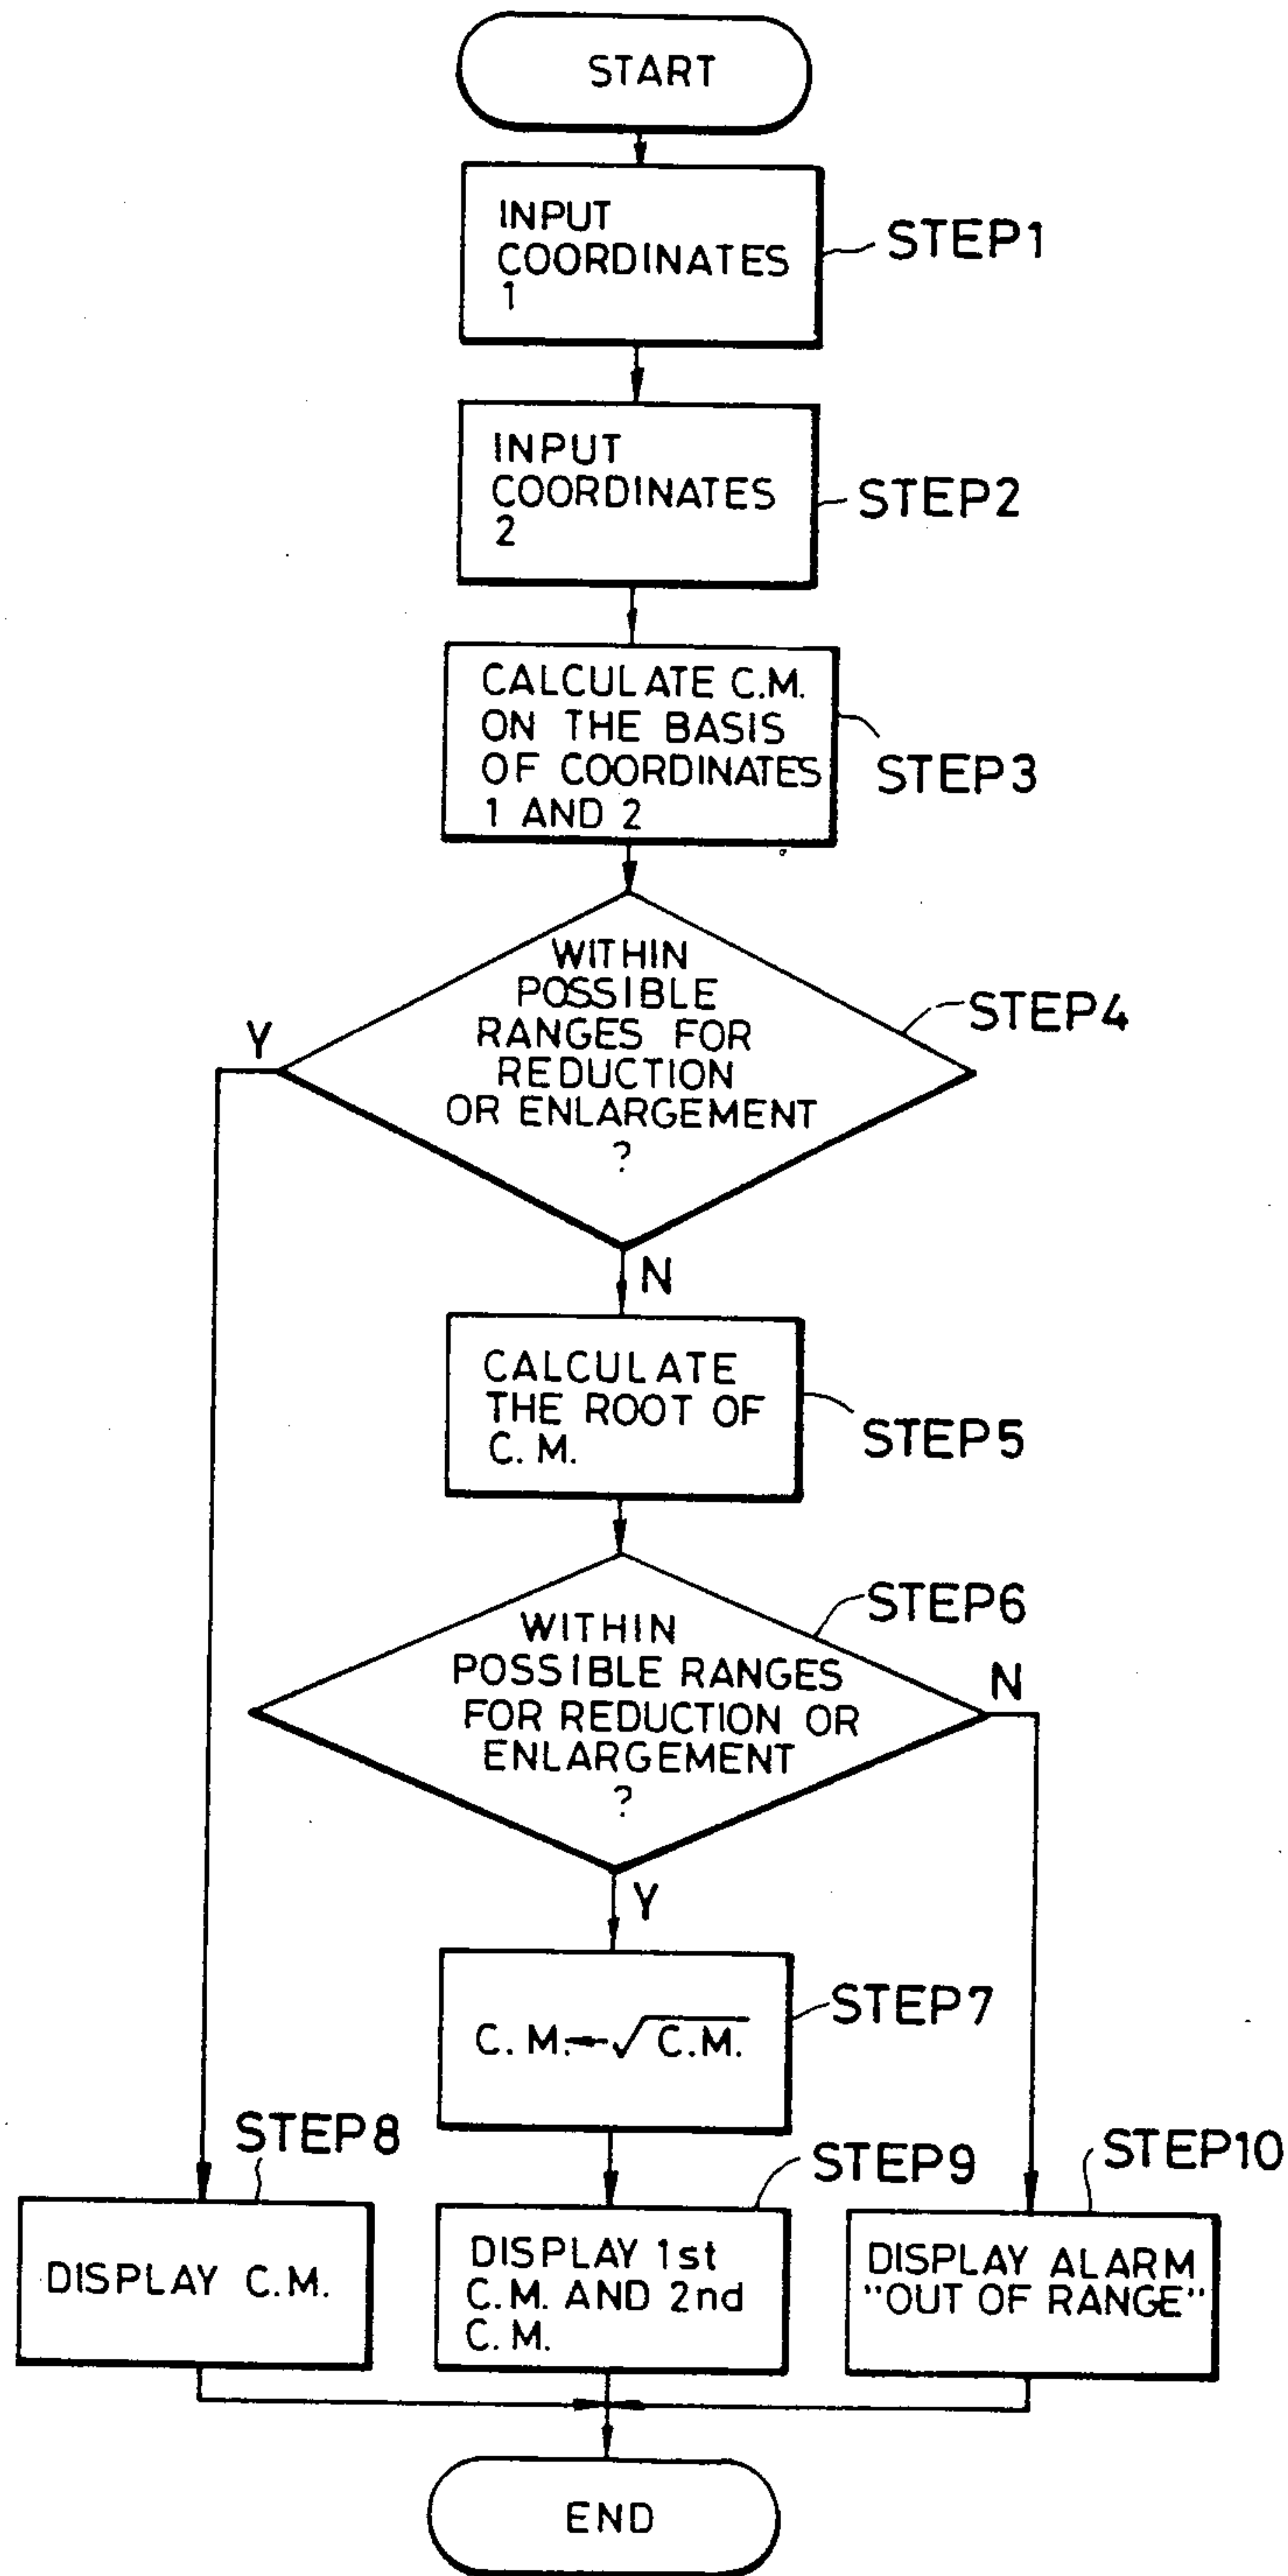 START
INPUT
COORDINATES
1
STEP1
INPUT
COORDINATES
2
STEP2
CALCULATE C.M.
ON THE BASIS
OF COORDINATES
1 AND 2
STEP3
WITHIN
POSSIBLE
RANGES FOR
REDUCTION
OR ENLARGEMENT
?
STEP4
Y
N
CALCULATE
THE ROOT OF
C. M.
STEP5
WITHIN
POSSIBLE RANGES
FOR REDUCTION OR
ENLARGEMENT
?
STEP6
N
Y
C. M.←√C.M.
STEP7
STEP8
DISPLAY C.M.
STEP9
DISPLAY 1st
C.M. AND 2nd
C. M.
STEP10
DISPLAY ALARM
"OUT OF RANGE"
END